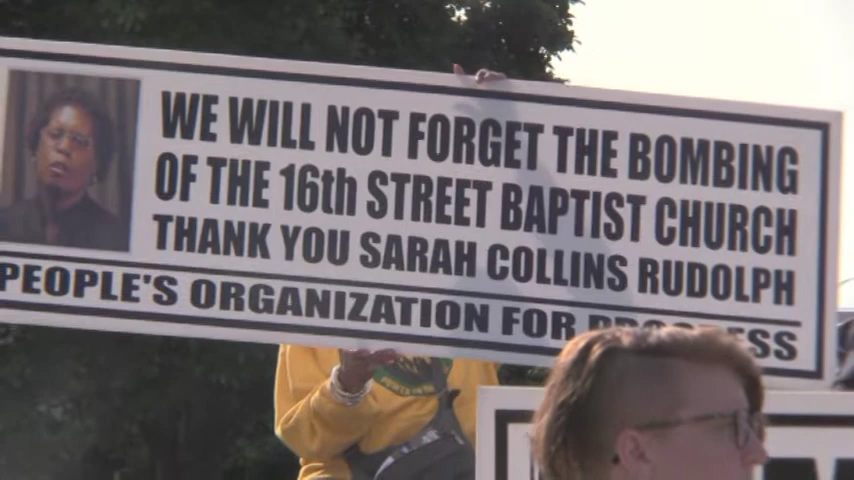 WE WILL NOT FORGET THE BOMBING
OF THE 16th STREET BAPTIST CHURCH
THANK YOU SARAH COLLINS RUDOLPH
PEOPLE'S ORGANIZATION FOR